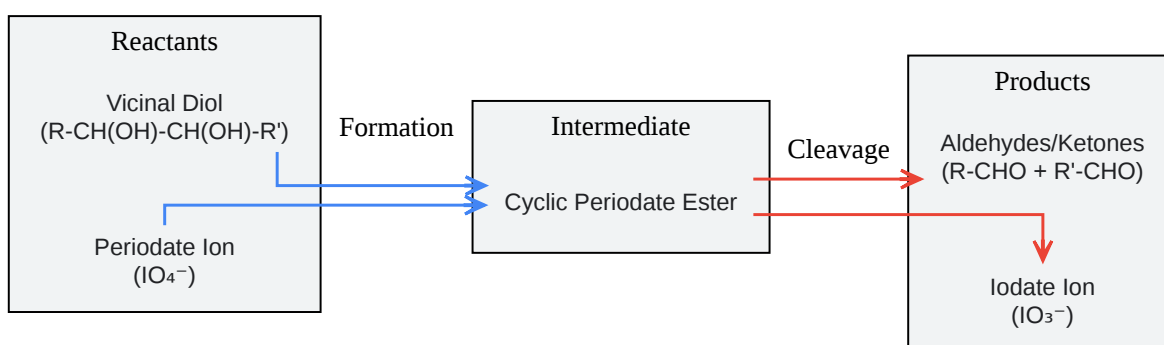 Reactants
Vicinal Diol
(R-CH(OH)-CH(OH)-R')
Periodate Ion
(IO₄⁻)
Formation
Intermediate
Cyclic Periodate Ester
Cleavage
Products
Aldehydes/Ketones
(R-CHO + R'-CHO)
Iodate Ion
(IO₃⁻)